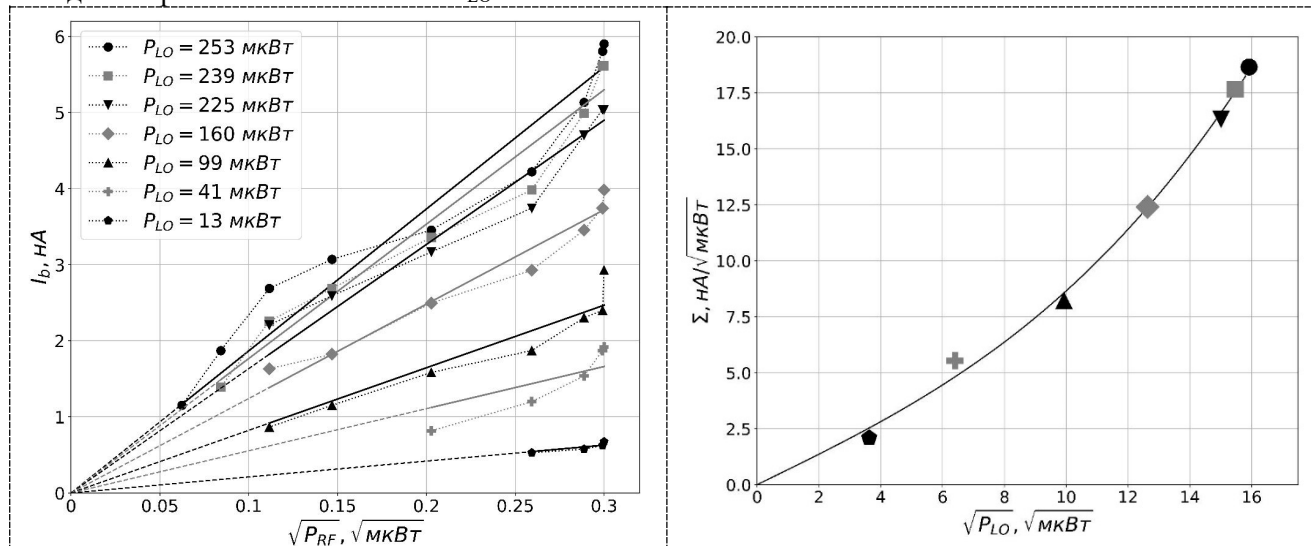 LO
P_LO = 253 мкВт
P_LO = 239 мкВт
P_LO = 225 мкВт
P_LO = 160 мкВт
P_LO = 99 мкВт
P_LO = 41 мкВт
P_LO = 13 мкВт
I_b, нА
6
5
4
3
2
1
0
0 0.05 0.1 0.15 0.2 0.25 0.3
√P_RF, √мкВт
Σ, нА/√мкВт
20.0
17.5
15.0
12.5
10.0
7.5
5.0
2.5
0.0
0 2 4 6 8 10 12 14 16
√P_LO, √мкВт